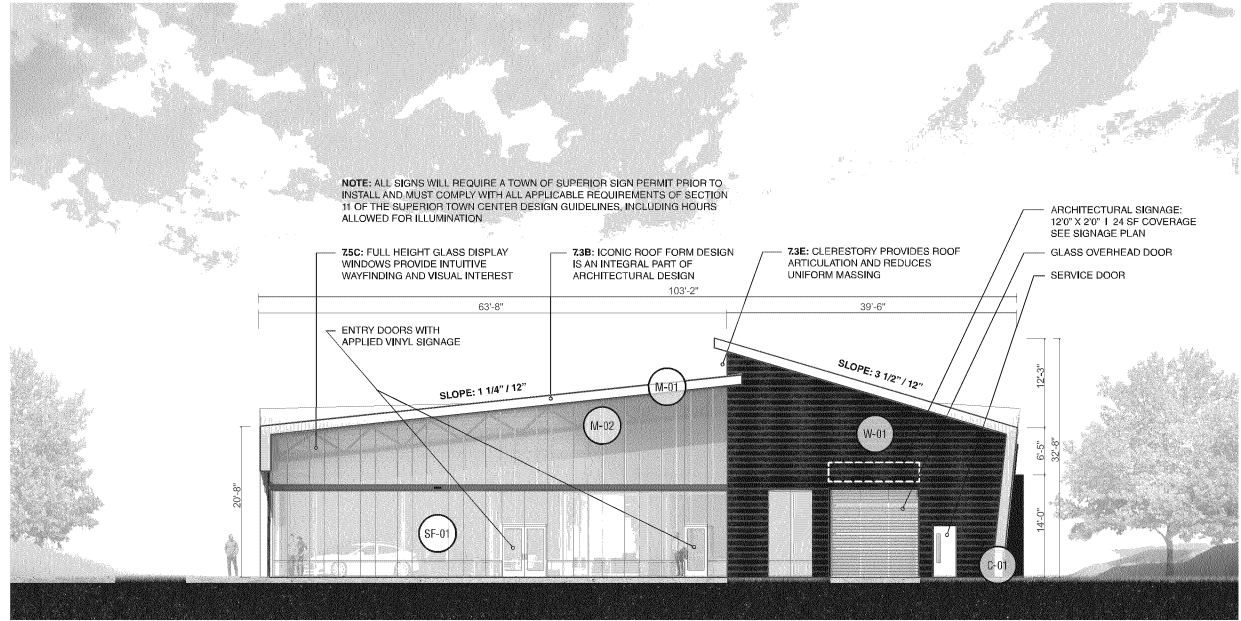 NOTE: ALL SIGNS WILL REQUIRE A TOWN OF SUPERIOR SIGN PERMIT PRIOR TO
INSTALL AND MUST COMPLY WITH ALL APPLICABLE REQUIREMENTS OF SECTION
11 OF THE SUPERIOR TOWN CENTER DESIGN GUIDELINES, INCLUDING HOURS
ALLOWED FOR ILLUMINATION
ARCHITECTURAL SIGNAGE:
12'0" X 2'0" | 24 SF COVERAGE
SEE SIGNAGE PLAN
7.5C: FULL HEIGHT GLASS DISPLAY
WINDOWS PROVIDE INTUITIVE
WAYFINDING AND VISUAL INTEREST
7.3B: ICONIC ROOF FORM DESIGN
IS AN INTEGRAL PART OF
ARCHITECTURAL DESIGN
7.3E: CLERESTORY PROVIDES ROOF
ARTICULATION AND REDUCES
UNIFORM MASSING
GLASS OVERHEAD DOOR
SERVICE DOOR
103'-2"
63'-8"
39'-6"
ENTRY DOORS WITH
APPLIED VINYL SIGNAGE
SLOPE: 1 1/4" / 12"
SLOPE: 3 1/2" / 12"
M-01
M-02
W-01
SF-01
C-01
20'-8"
12'-3"
6'-5"
32'-8"
14'-0"